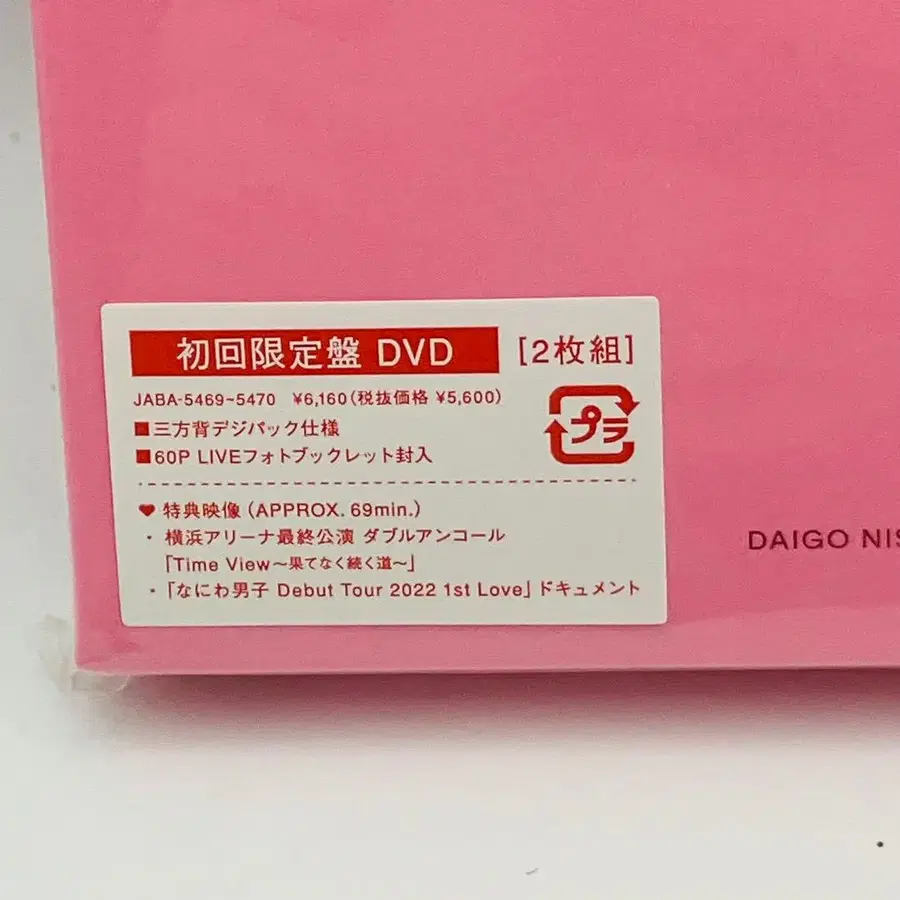 初回限定盤 DVD [2枚組]
JABA-5469~5470 ¥6,160(税抜価格 ¥5,600)
■三方背デジパック仕様
■60P LIVEフォトブックレット封入
プラ
♥ 特典映像 (APPROX. 69min.)
・横浜アリーナ最終公演 ダブルアンコール
「Time View〜果てなく続く道〜」
・「なにわ男子 Debut Tour 2022 1st Love」ドキュメント
DAIGO NIS